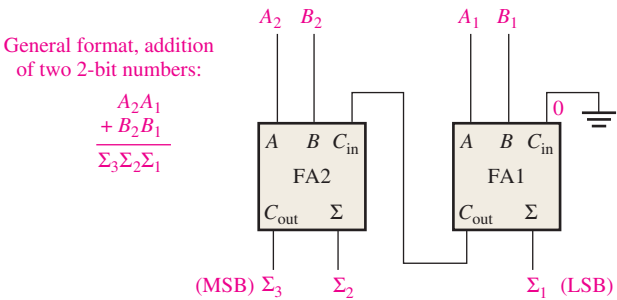 General format, addition
of two 2-bit numbers:
A₂A₁
+ B₂B₁
Σ₃Σ₂Σ₁
A₂ B₂ A₁ B₁
0
A B Cin A B Cin
FA2 FA1
Cout Σ Cout Σ
(MSB) Σ₃ Σ₂ Σ₁ (LSB)